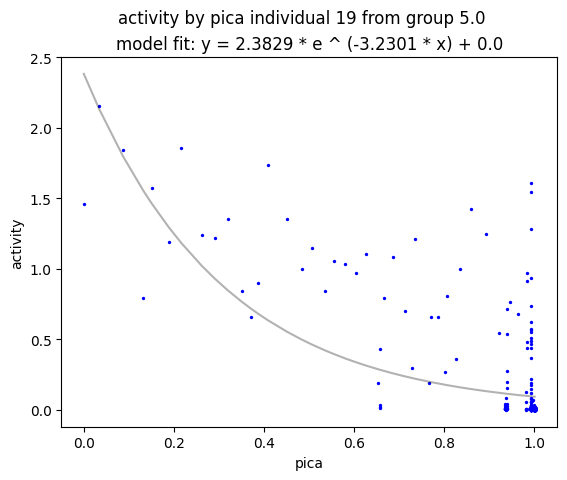 activity by pica individual 19 from group 5.0
model fit: y = 2.3829 * e ^ (-3.2301 * x) + 0.0
2.5
2.0
1.5
1.0
0.5
0.0
activity
0.0 0.2 0.4 0.6 0.8 1.0
pica